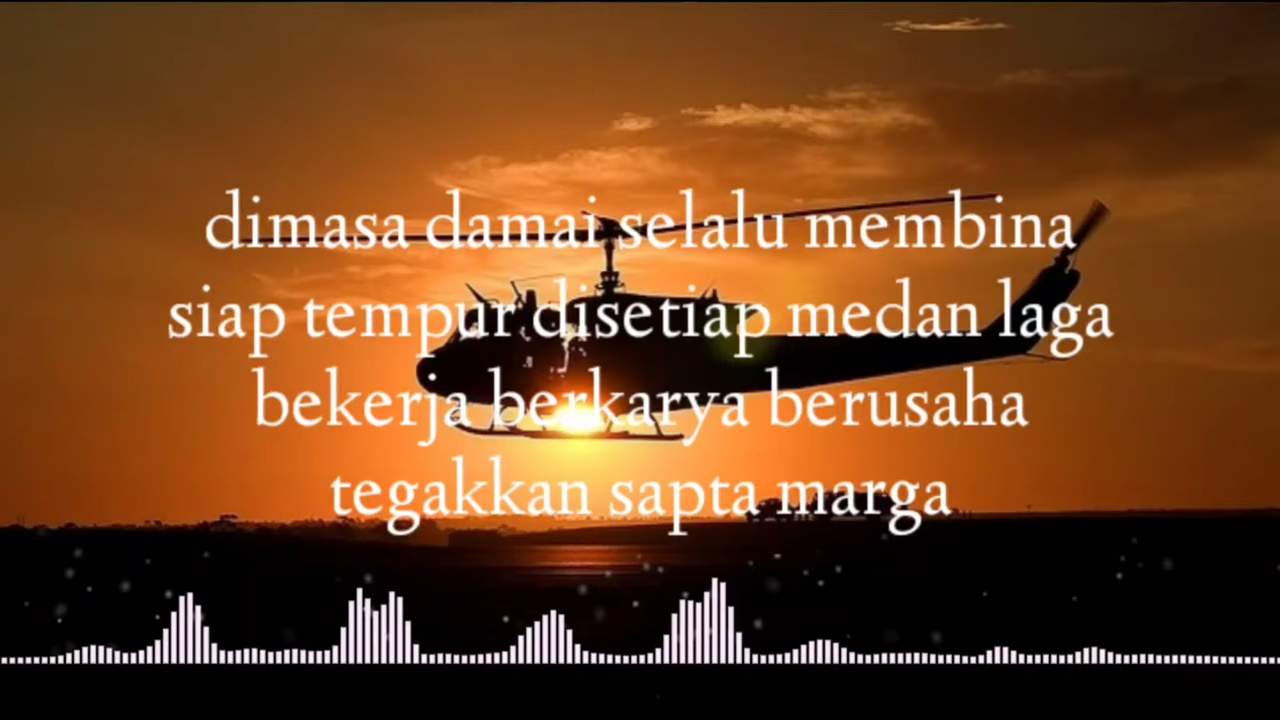 dimasa damai selalu membina
siap tempur disetiap medan laga
bekerja berkarya berusaha
tegakkan sapta marga